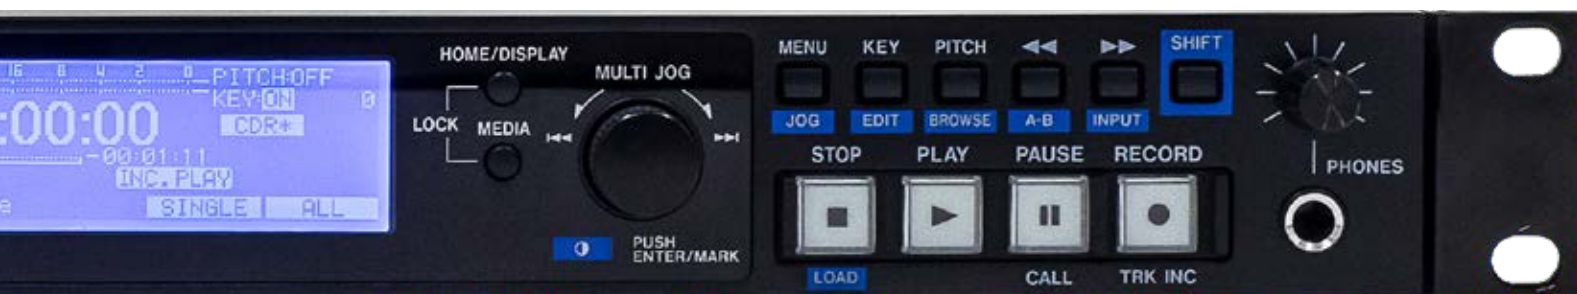 16 8 4 2 0
PITCH:OFF
KEY:ON 0
:00:00
CDR*
-00:01:11
INC.PLAY
e
SINGLE ALL
HOME/DISPLAY
LOCK
MEDIA
MULTI JOG
PUSH
ENTER/MARK
MENU KEY PITCH SHIFT
JOG EDIT BROWSE A-B INPUT
STOP PLAY PAUSE RECORD
LOAD CALL TRK INC
PHONES